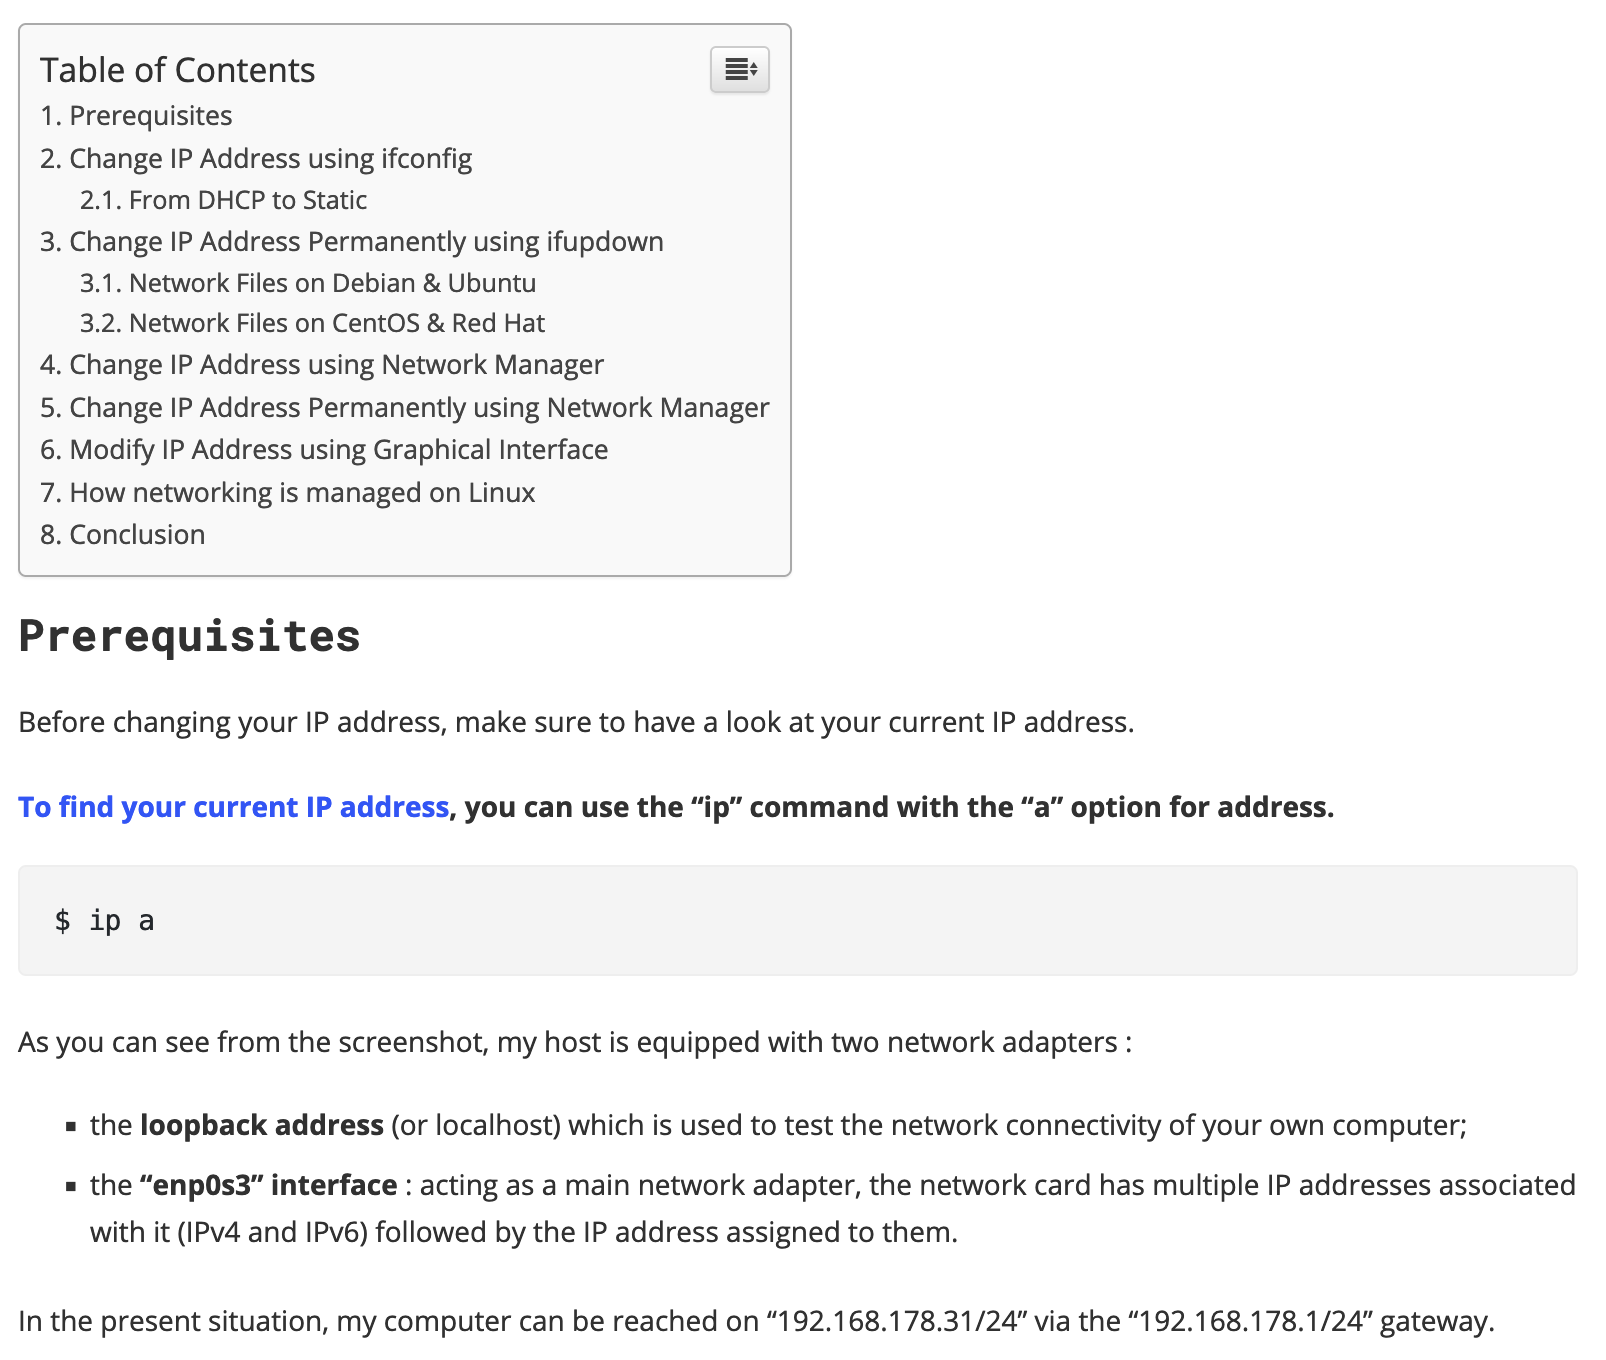 Table of Contents
1. Prerequisites
2. Change IP Address using ifconfig
2.1. From DHCP to Static
3. Change IP Address Permanently using ifupdown
3.1. Network Files on Debian & Ubuntu
3.2. Network Files on CentOS & Red Hat
4. Change IP Address using Network Manager
5. Change IP Address Permanently using Network Manager
6. Modify IP Address using Graphical Interface
7. How networking is managed on Linux
8. Conclusion
Prerequisites
Before changing your IP address, make sure to have a look at your current IP address.
To find your current IP address, you can use the “ip” command with the “a” option for address.
$ ip a
As you can see from the screenshot, my host is equipped with two network adapters :
▪ the loopback address (or localhost) which is used to test the network connectivity of your own computer;
▪ the “enp0s3” interface : acting as a main network adapter, the network card has multiple IP addresses associated
with it (IPv4 and IPv6) followed by the IP address assigned to them.
In the present situation, my computer can be reached on “192.168.178.31/24” via the “192.168.178.1/24” gateway.